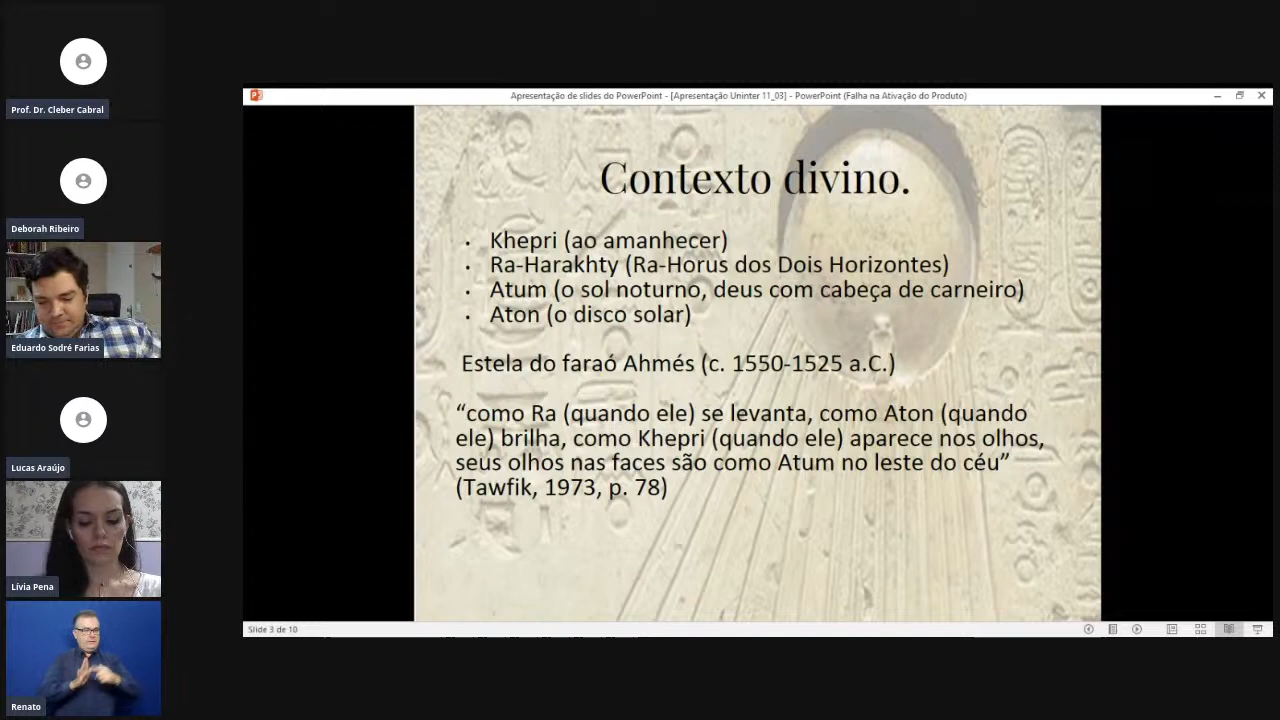 Prof. Dr. Cleber Cabral
Deborah Ribeiro
Eduardo Sodré Farias
Lucas Araújo
Lívia Pena
Renato
Apresentação de slides do PowerPoint - [Apresentação Uninter 11_03] - PowerPoint (Falha na Ativação do Produto)
Contexto divino.
• Khepri (ao amanhecer)
• Ra-Harakhty (Ra-Horus dos Dois Horizontes)
• Atum (o sol noturno, deus com cabeça de carneiro)
• Aton (o disco solar)
Estela do faraó Ahmés (c. 1550-1525 a.C.)
“como Ra (quando ele) se levanta, como Aton (quando
ele) brilha, como Khepri (quando ele) aparece nos olhos,
seus olhos nas faces são como Atum no leste do céu”
(Tawfik, 1973, p. 78)
Slide 3 de 10